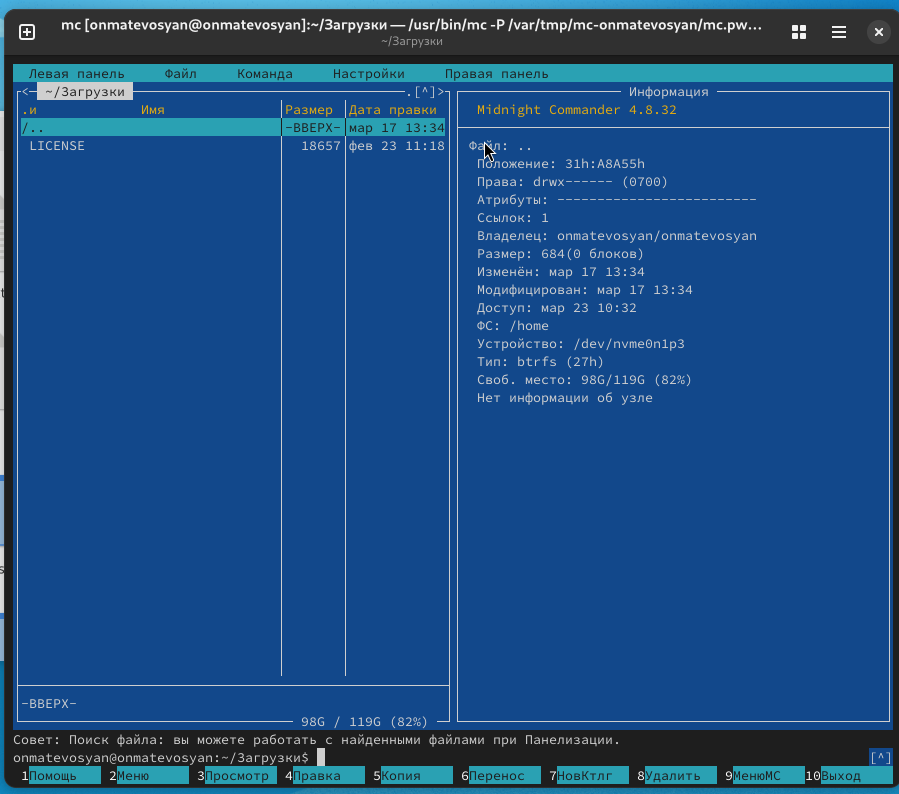 mc [onmatevosyan@onmatevosyan]:~/Загрузки — /usr/bin/mc -P /var/tmp/mc-onmatevosyan/mc.pw…
~/Загрузки
Левая панель Файл Команда Настройки Правая панель
<─ ~/Загрузки .[^]>
.и Имя Размер Дата правки
/.. -ВВЕРХ- мар 17 13:34
LICENSE 18657 фев 23 11:18
-ВВЕРХ-
98G / 119G (82%)
Информация
Midnight Commander 4.8.32
Файл: ..
Положение: 31h:A8A55h
Права: drwx------ (0700)
Атрибуты: -------------------------
Ссылок: 1
Владелец: onmatevosyan/onmatevosyan
Размер: 684(0 блоков)
Изменён: мар 17 13:34
Модифицирован: мар 17 13:34
Доступ: мар 23 10:32
ФС: /home
Устройство: /dev/nvme0n1p3
Тип: btrfs (27h)
Своб. место: 98G/119G (82%)
Нет информации об узле
Совет: Поиск файла: вы можете работать с найденными файлами при Панелизации.
onmatevosyan@onmatevosyan:~/Загрузки$ [^]
1Помощь 2Меню 3Просмотр 4Правка 5Копия 6Перенос 7НовКтлг 8Удалить 9МенюМС 10Выход